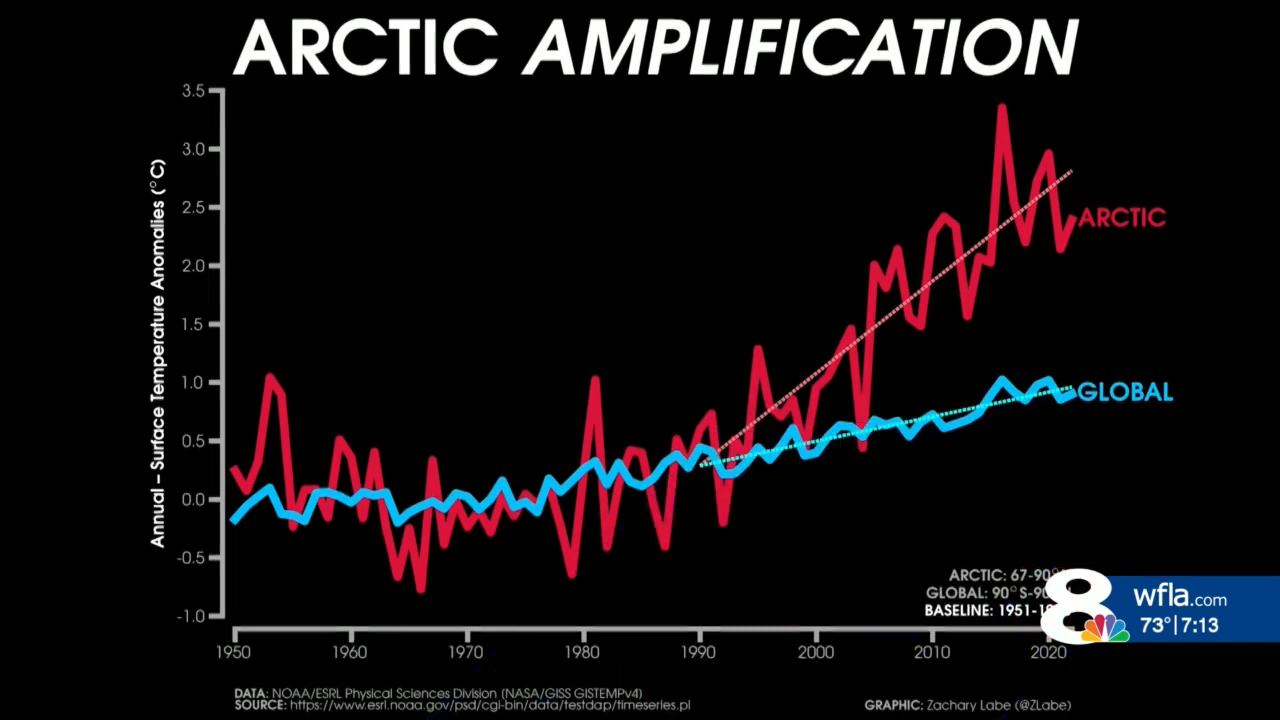 ARCTIC AMPLIFICATION
3.5
3.0
2.5
2.0
1.5
1.0
0.5
0.0
-0.5
-1.0
Annual – Surface Temperature Anomalies (°C)
ARCTIC
GLOBAL
ARCTIC: 67-90°
GLOBAL: 90°S-90
BASELINE: 1951-
8 wfla.com
73° | 7:13
1950 1960 1970 1980 1990 2000 2010 2020
DATA: NOAA/ESRL Physical Sciences Division (NASA/GISS GISTEMPv4)
SOURCE: https://www.esrl.noaa.gov/psd/cgi-bin/data/testdap/timeseries.pl
GRAPHIC: Zachary Labe (@ZLabe)